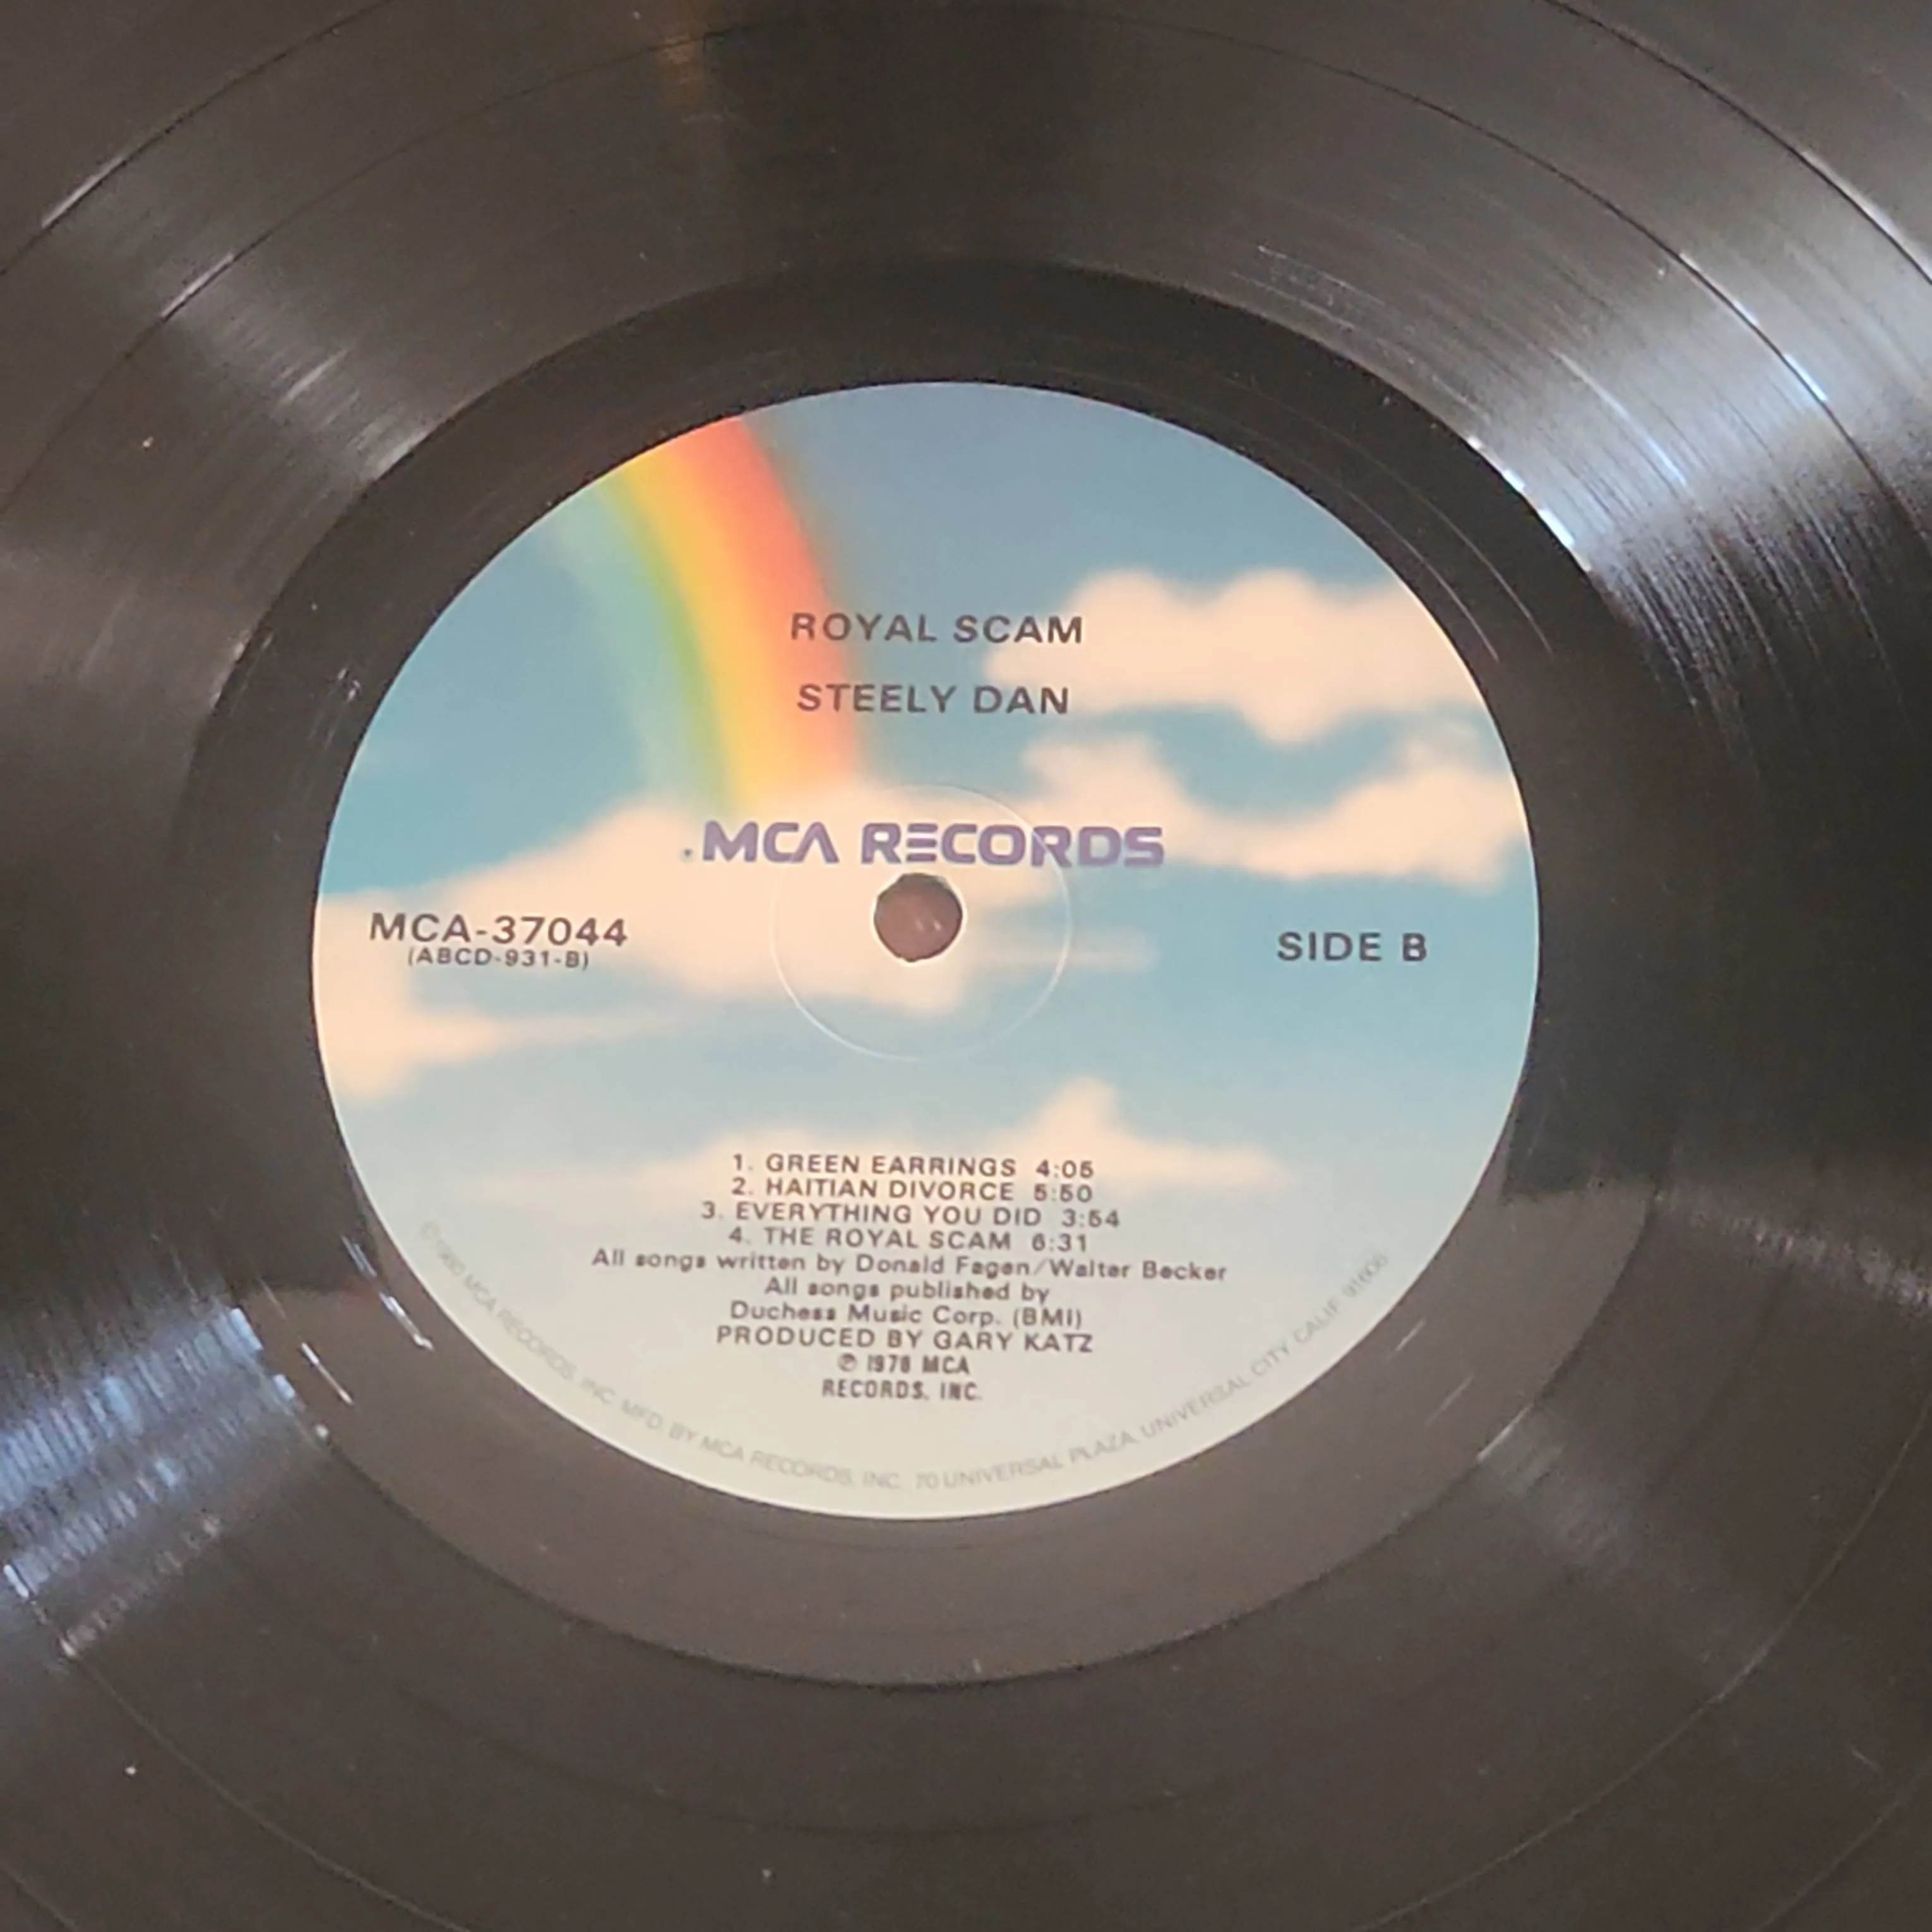 ROYAL SCAM
STEELY DAN
MCA RECORDS
MCA-37044
(ABCD-931-B)
SIDE B
1. GREEN EARRINGS 4:05
2. HAITIAN DIVORCE 5:50
3. EVERYTHING YOU DID 3:54
4. THE ROYAL SCAM 6:31
All songs written by Donald Fagen/Walter Becker
All songs published by
Duchess Music Corp. (BMI)
PRODUCED BY GARY KATZ
℗ 1976 MCA
RECORDS, INC.
©1980 MCA RECORDS, INC. MFD. BY MCA RECORDS, INC. 70 UNIVERSAL PLAZA, UNIVERSAL CITY, CALIF. 91608